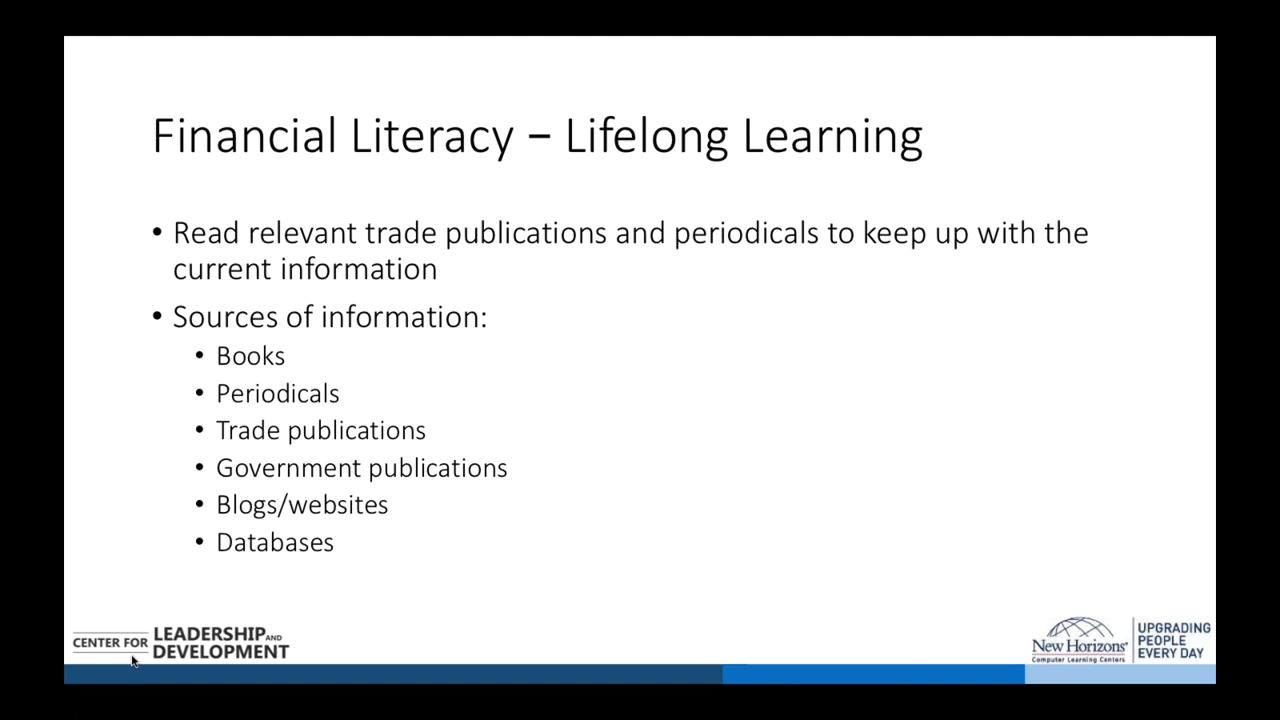 Financial Literacy – Lifelong Learning
• Read relevant trade publications and periodicals to keep up with the
current information
• Sources of information:
• Books
• Periodicals
• Trade publications
• Government publications
• Blogs/websites
• Databases
CENTER FOR LEADERSHIP AND DEVELOPMENT
New Horizons®
Computer Learning Centers
UPGRADING
PEOPLE
EVERY DAY